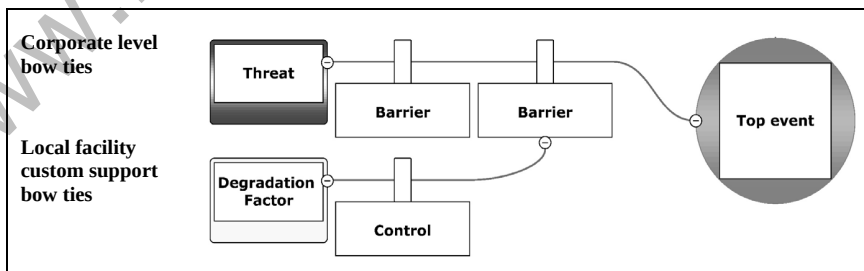 Corporate level
bow ties
Threat
Barrier
Barrier
Top event
Local facility
custom support
bow ties
Degradation
Factor
Control